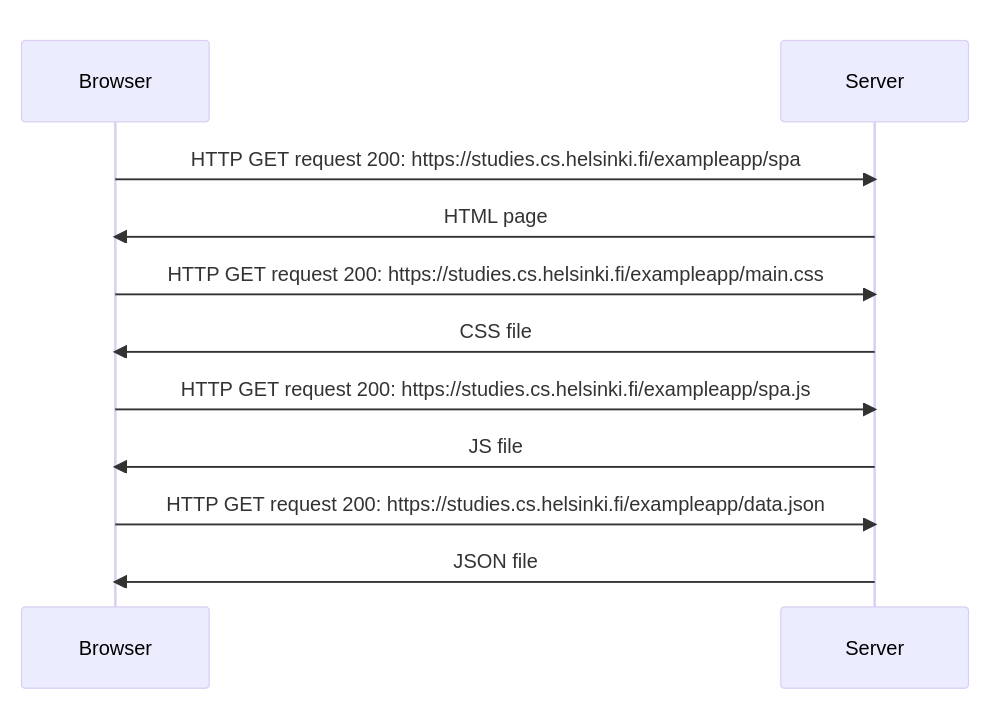 Browser
Server
HTTP GET request 200: https://studies.cs.helsinki.fi/exampleapp/spa
HTML page
HTTP GET request 200: https://studies.cs.helsinki.fi/exampleapp/main.css
CSS file
HTTP GET request 200: https://studies.cs.helsinki.fi/exampleapp/spa.js
JS file
HTTP GET request 200: https://studies.cs.helsinki.fi/exampleapp/data.json
JSON file
Browser
Server